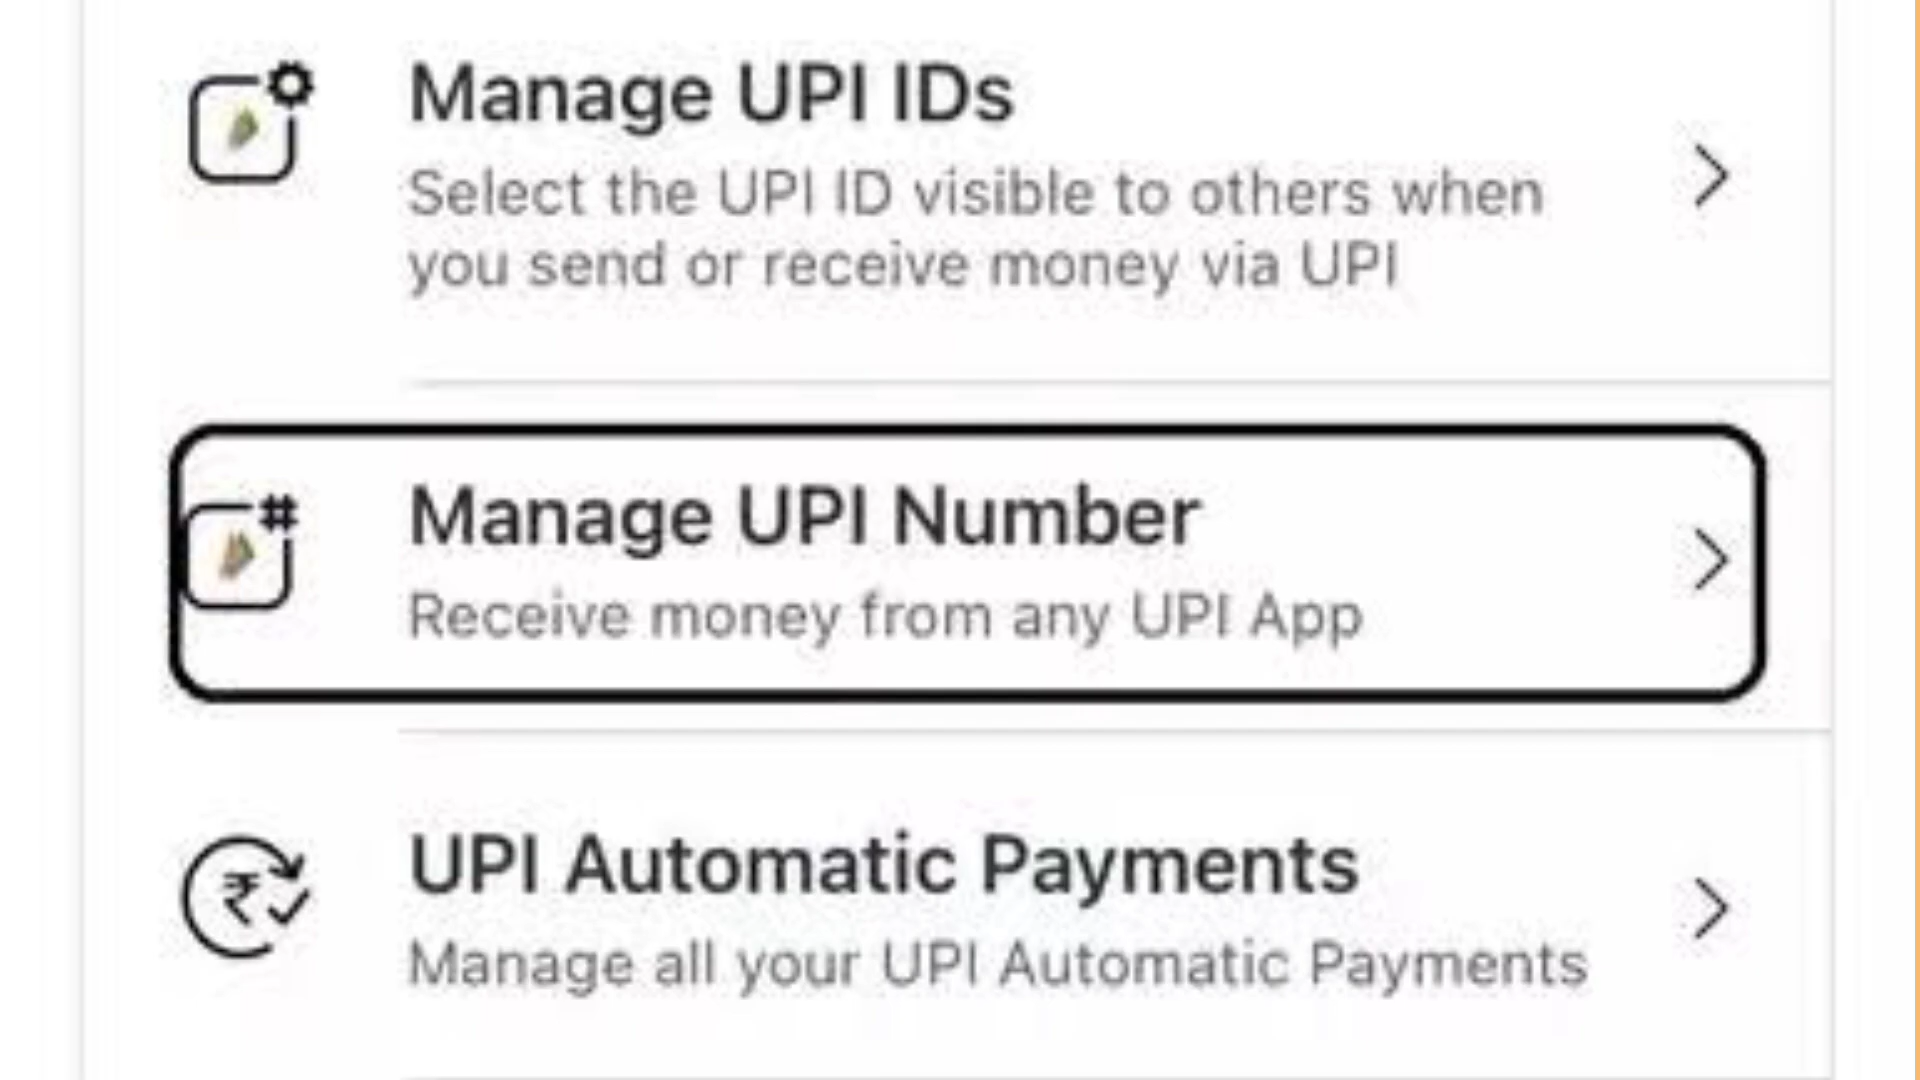 Manage UPI IDs
Select the UPI ID visible to others when
you send or receive money via UPI
Manage UPI Number
Receive money from any UPI App
UPI Automatic Payments
Manage all your UPI Automatic Payments